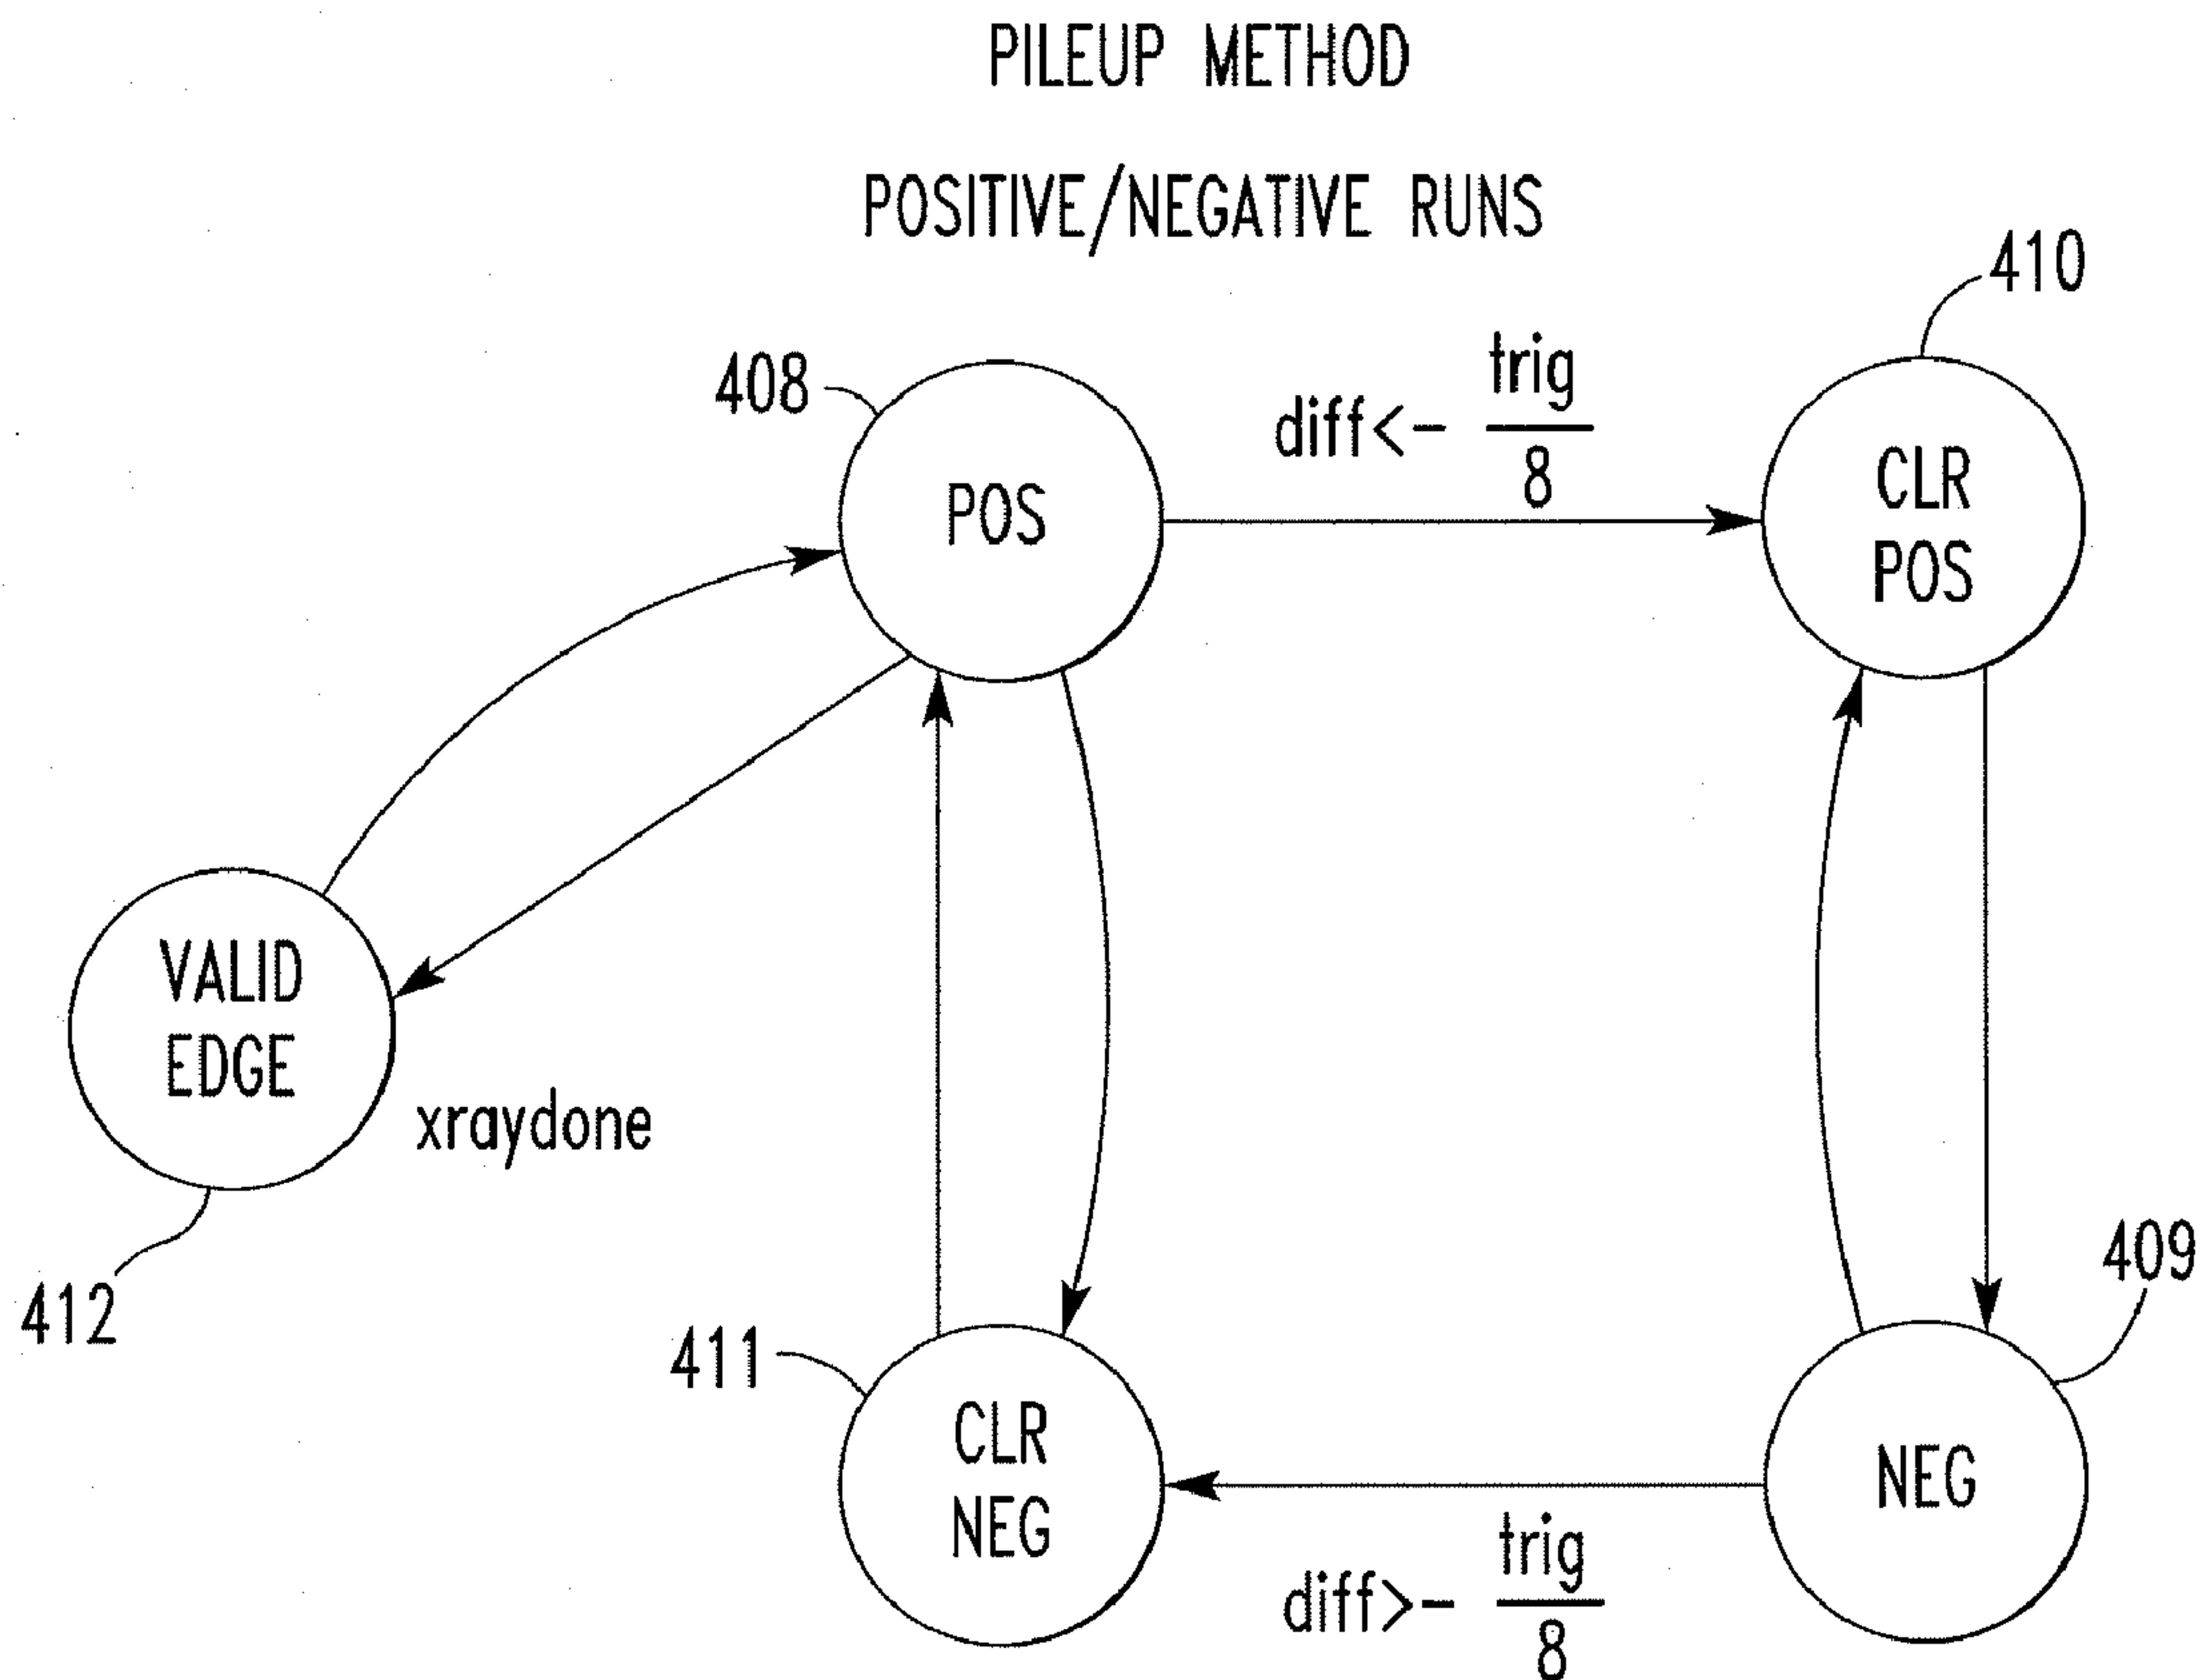 PILEUP METHOD
POSITIVE/NEGATIVE RUNS
410
408
diff<- trig/8
POS
CLR
POS
VALID
EDGE
xraydone
412
409
411
CLR
NEG
NEG
diff>- trig/8